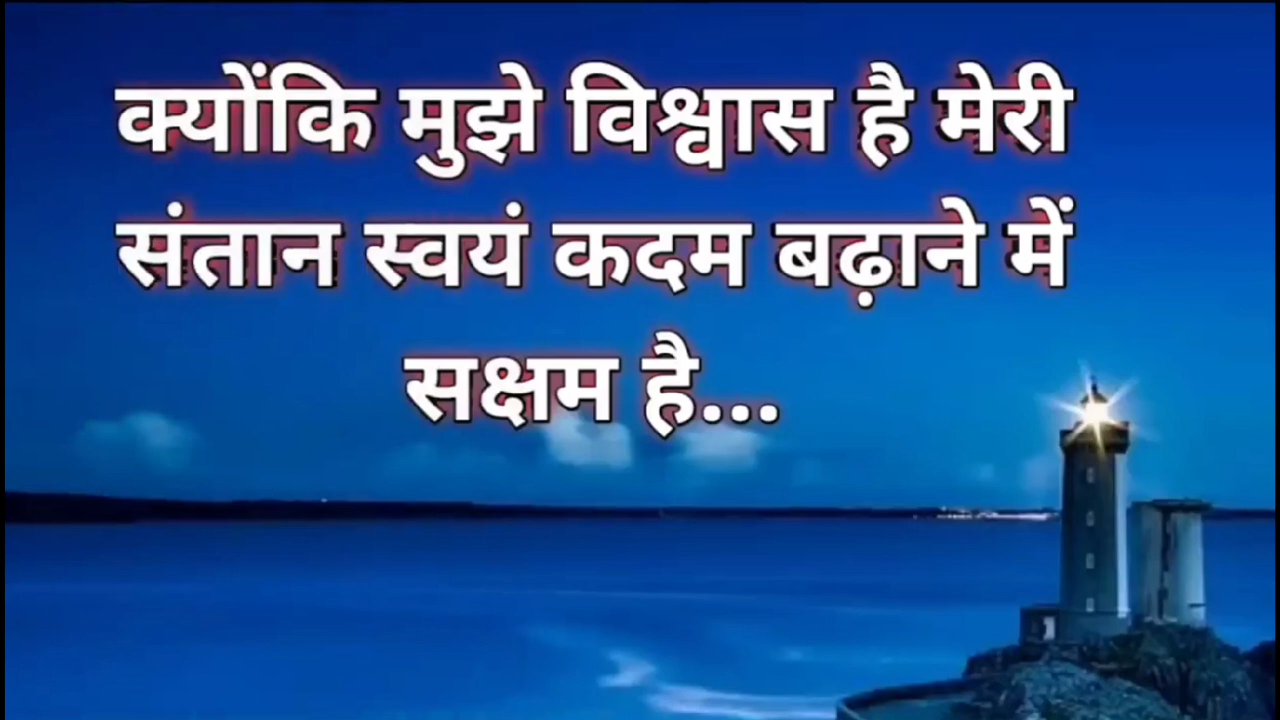 क्योंकि मुझे विश्वास है मेरी
संतान स्वयं कदम बढ़ाने में
सक्षम है...